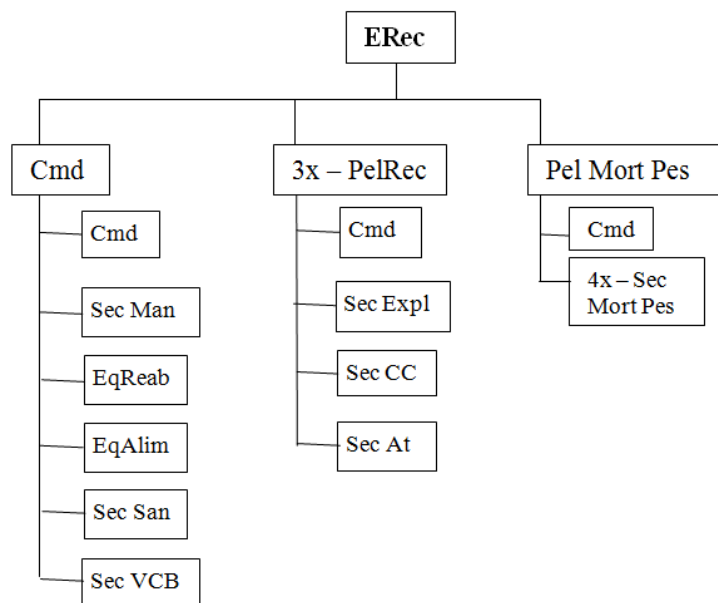 ERec
Cmd
Cmd
Sec Man
EqReab
EqAlim
Sec San
Sec VCB
3x – PelRec
Cmd
Sec Expl
Sec CC
Sec At
Pel Mort Pes
Cmd
4x – Sec
Mort Pes